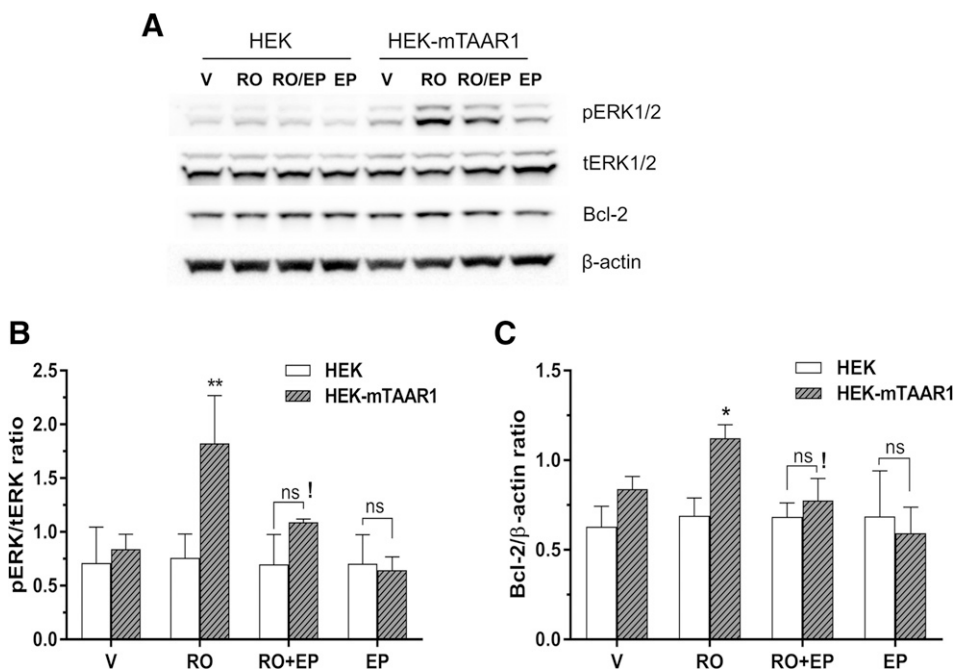 A
HEK HEK-mTAAR1
V RO RO/EP EP V RO RO/EP EP
pERK1/2
tERK1/2
Bcl-2
β-actin
B
pERK/tERK ratio
2.5
2.0
1.5
1.0
0.5
0.0
HEK
HEK-mTAAR1
**
ns !
ns
V RO RO+EP EP
C
Bcl-2/β-actin ratio
1.5
1.0
0.5
0.0
HEK
HEK-mTAAR1
*
ns !
ns
V RO RO+EP EP